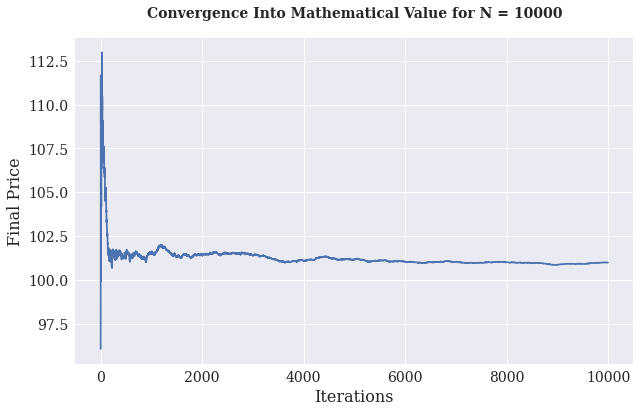 Convergence Into Mathematical Value for N = 10000
112.5
110.0
107.5
105.0
102.5
100.0
97.5
Final Price
0 2000 4000 6000 8000 10000
Iterations